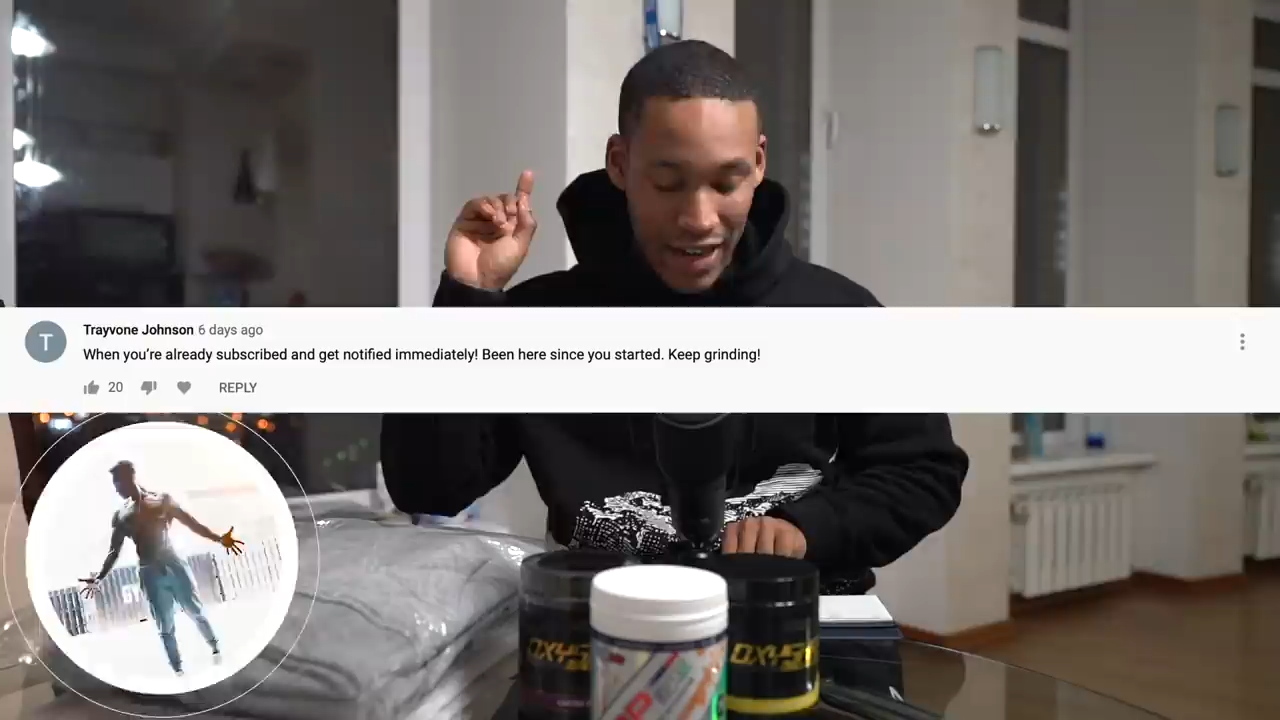 Trayvone Johnson 6 days ago
T
When you’re already subscribed and get notified immediately! Been here since you started. Keep grinding!
20
REPLY